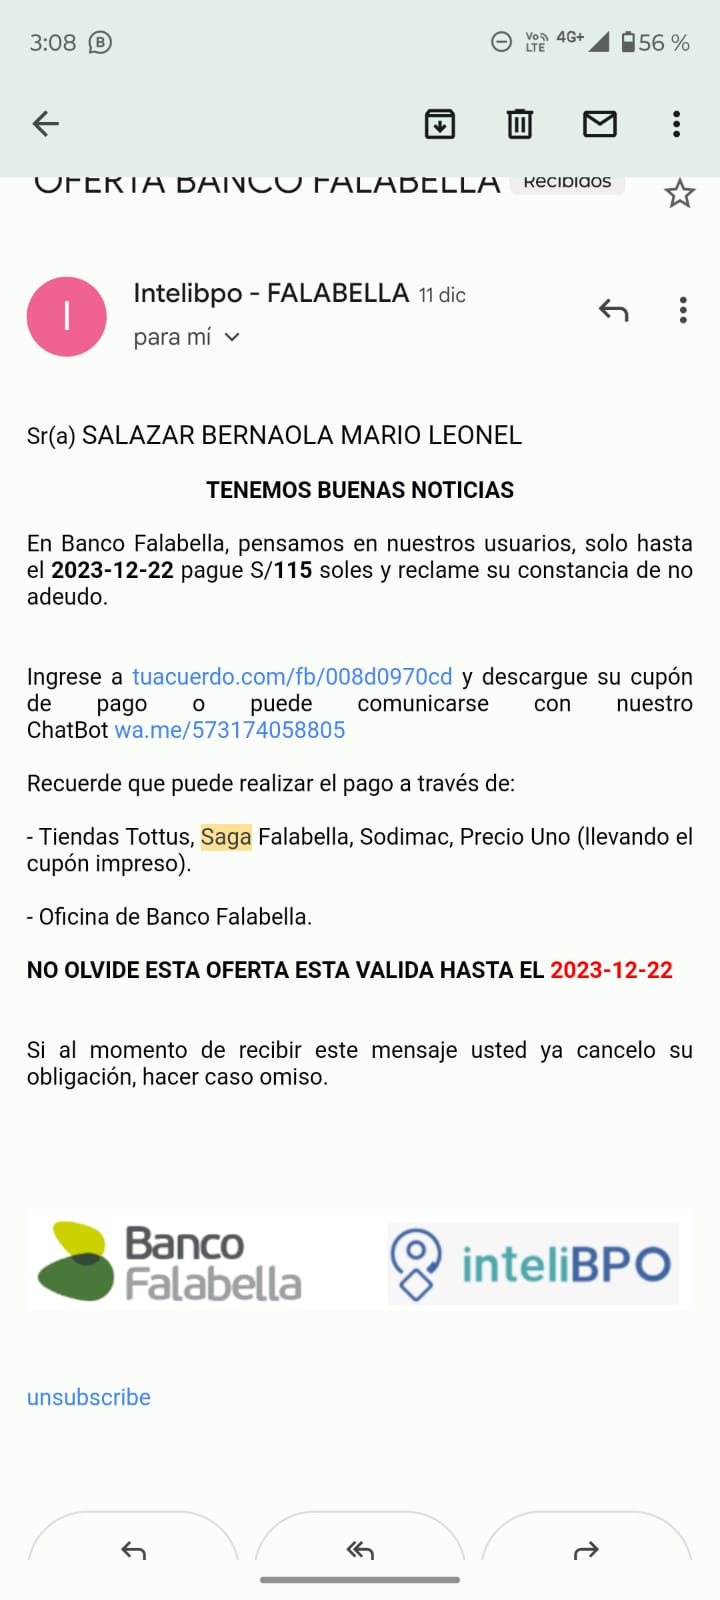 3:08
Vo)) LTE 4G+ 56 %
OFERTA BANCO FALABELLA Recibidos
I
Intelibpo - FALABELLA 11 dic
para mí
Sr(a) SALAZAR BERNAOLA MARIO LEONEL
TENEMOS BUENAS NOTICIAS
En Banco Falabella, pensamos en nuestros usuarios, solo hasta
el 2023-12-22 pague S/115 soles y reclame su constancia de no
adeudo.
Ingrese a tuacuerdo.com/fb/008d0970cd y descargue su cupón
de pago o puede comunicarse con nuestro
ChatBot wa.me/573174058805
Recuerde que puede realizar el pago a través de:
- Tiendas Tottus, Saga Falabella, Sodimac, Precio Uno (llevando el
cupón impreso).
- Oficina de Banco Falabella.
NO OLVIDE ESTA OFERTA ESTA VALIDA HASTA EL 2023-12-22
Si al momento de recibir este mensaje usted ya cancelo su
obligación, hacer caso omiso.
Banco
Falabella
inteliBPO
unsubscribe